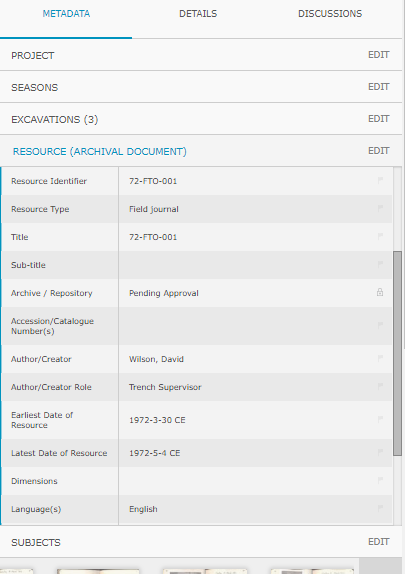 METADATA DETAILS DISCUSSIONS
PROJECT EDIT
SEASONS EDIT
EXCAVATIONS (3) EDIT
RESOURCE (ARCHIVAL DOCUMENT) EDIT
Resource Identifier 72-FTO-001
Resource Type Field journal
Title 72-FTO-001
Sub-title
Archive / Repository Pending Approval
Accession/Catalogue
Number(s)
Author/Creator Wilson, David
Author/Creator Role Trench Supervisor
Earliest Date of
Resource 1972-3-30 CE
Latest Date of Resource 1972-5-4 CE
Dimensions
Language(s) English
SUBJECTS EDIT